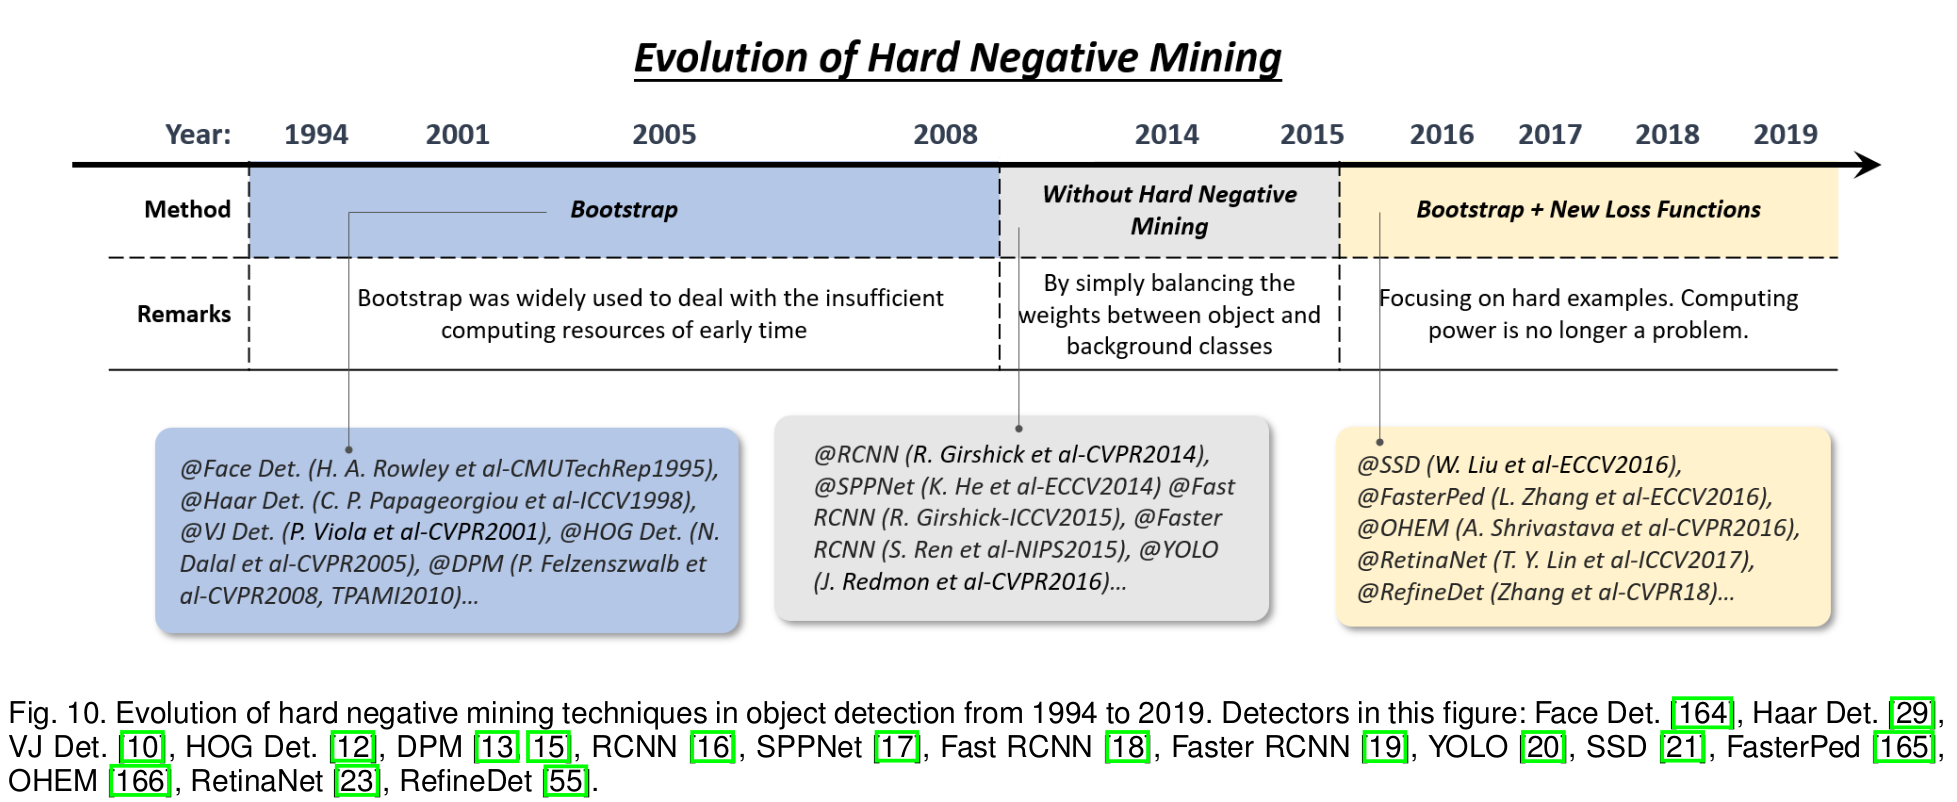 Evolution of Hard Negative Mining
Year: 1994 2001 2005 2008 2014 2015 2016 2017 2018 2019
Method
Bootstrap
Without Hard Negative
Mining
Bootstrap + New Loss Functions
Remarks
Bootstrap was widely used to deal with the insufficient
computing resources of early time
By simply balancing the
weights between object and
background classes
Focusing on hard examples. Computing
power is no longer a problem.
@Face Det. (H. A. Rowley et al-CMUTechRep1995),
@Haar Det. (C. P. Papageorgiou et al-ICCV1998),
@VJ Det. (P. Viola et al-CVPR2001), @HOG Det. (N.
Dalal et al-CVPR2005), @DPM (P. Felzenszwalb et
al-CVPR2008, TPAMI2010)...
@RCNN (R. Girshick et al-CVPR2014),
@SPPNet (K. He et al-ECCV2014) @Fast
RCNN (R. Girshick-ICCV2015), @Faster
RCNN (S. Ren et al-NIPS2015), @YOLO
(J. Redmon et al-CVPR2016)...
@SSD (W. Liu et al-ECCV2016),
@FasterPed (L. Zhang et al-ECCV2016),
@OHEM (A. Shrivastava et al-CVPR2016),
@RetinaNet (T. Y. Lin et al-ICCV2017),
@RefineDet (Zhang et al-CVPR18)...
Fig. 10. Evolution of hard negative mining techniques in object detection from 1994 to 2019. Detectors in this figure: Face Det. [164], Haar Det. [29],
VJ Det. [10], HOG Det. [12], DPM [13, 15], RCNN [16], SPPNet [17], Fast RCNN [18], Faster RCNN [19], YOLO [20], SSD [21], FasterPed [165],
OHEM [166], RetinaNet [23], RefineDet [55].